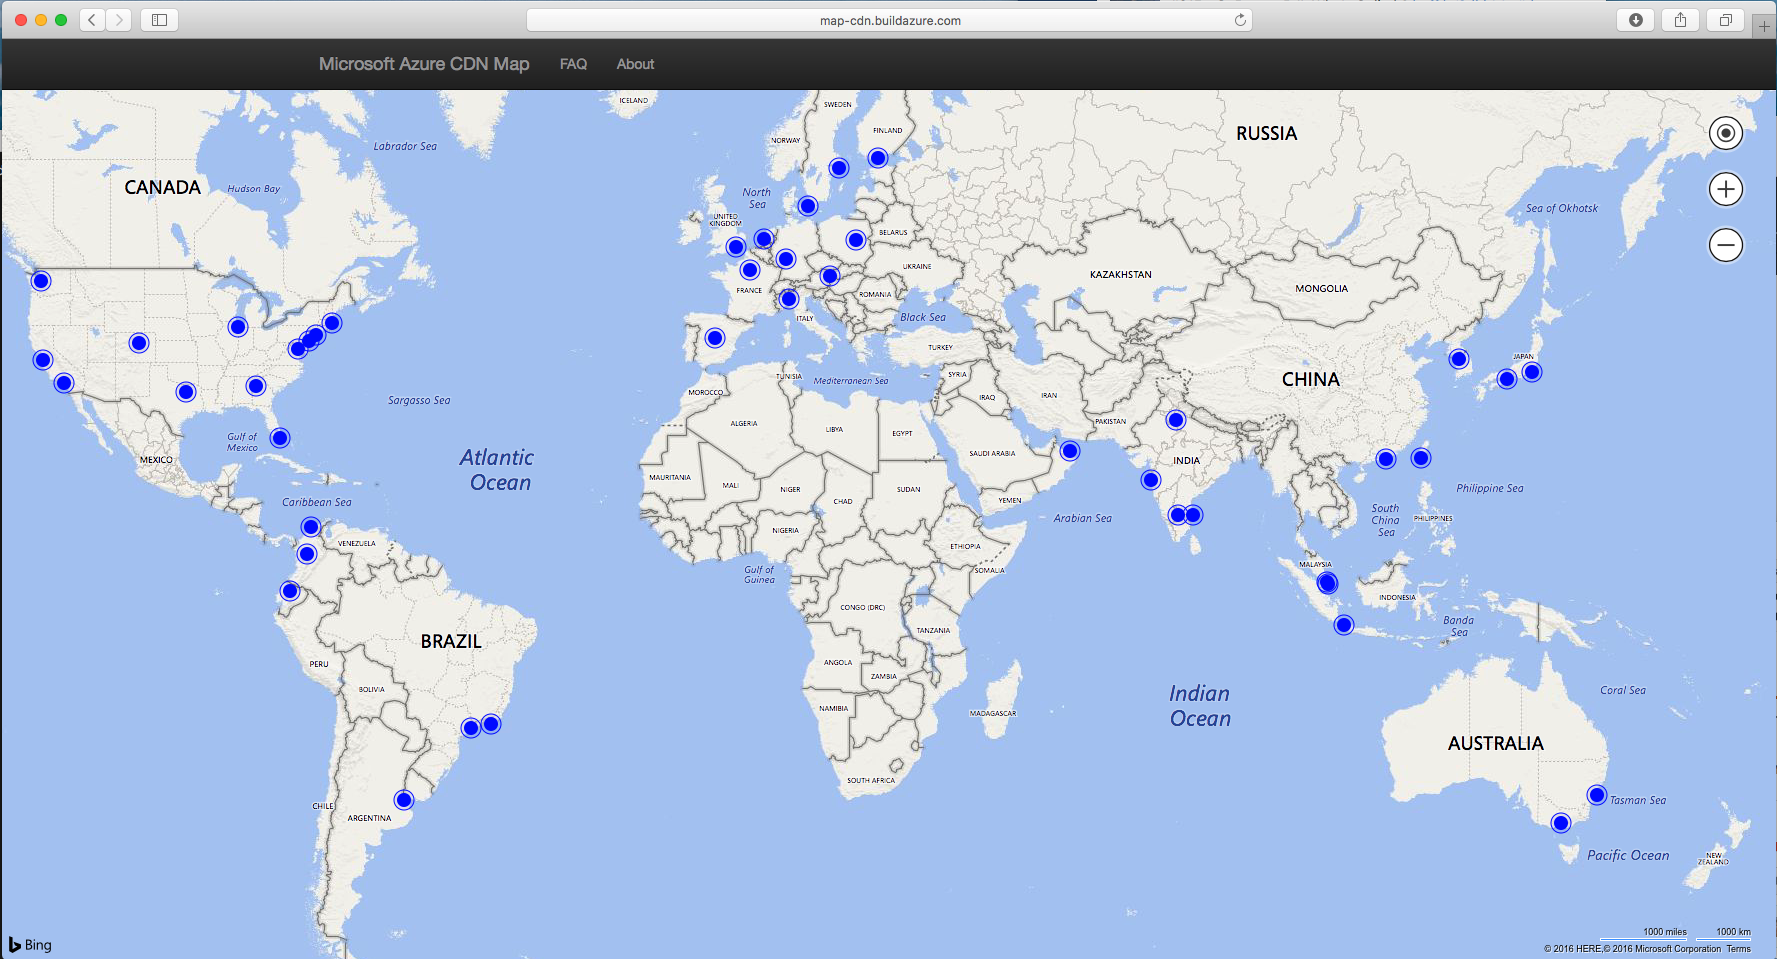 map-cdn.buildazure.com
Microsoft Azure CDN Map FAQ About
ICELAND
SWEDEN
FINLAND
NORWAY
RUSSIA
Labrador Sea
CANADA
Hudson Bay
North
Sea
Sea of Okhotsk
UNITED
KINGDOM
BELARUS
UKRAINE
KAZAKHSTAN
MONGOLIA
FRANCE
ROMANIA
ITALY
Black Sea
TURKEY
JAPAN
TUNISIA
Mediterranean Sea
SYRIA
CHINA
MOROCCO
IRAQ
IRAN
Sargasso Sea
ALGERIA
LIBYA
EGYPT
PAKISTAN
Gulf of
Mexico
MEXICO
Atlantic
Ocean
SAUDI ARABIA
INDIA
MAURITANIA
MALI
NIGER
CHAD
SUDAN
YEMEN
Philippine Sea
Caribbean Sea
Arabian Sea
South
China
Sea
PHILIPPINES
NIGERIA
VENEZUELA
ETHIOPIA
SOMALIA
MALAYSIA
Gulf of
Guinea
INDONESIA
CONGO (DRC)
Banda
Sea
TANZANIA
BRAZIL
PERU
ANGOLA
ZAMBIA
BOLIVIA
Indian
Ocean
Coral Sea
NAMIBIA
MADAGASCAR
AUSTRALIA
SOUTH AFRICA
CHILE
ARGENTINA
Tasman Sea
Pacific Ocean
NEW
ZEALAND
Bing
1000 miles 1000 km
© 2016 HERE,© 2016 Microsoft Corporation Terms